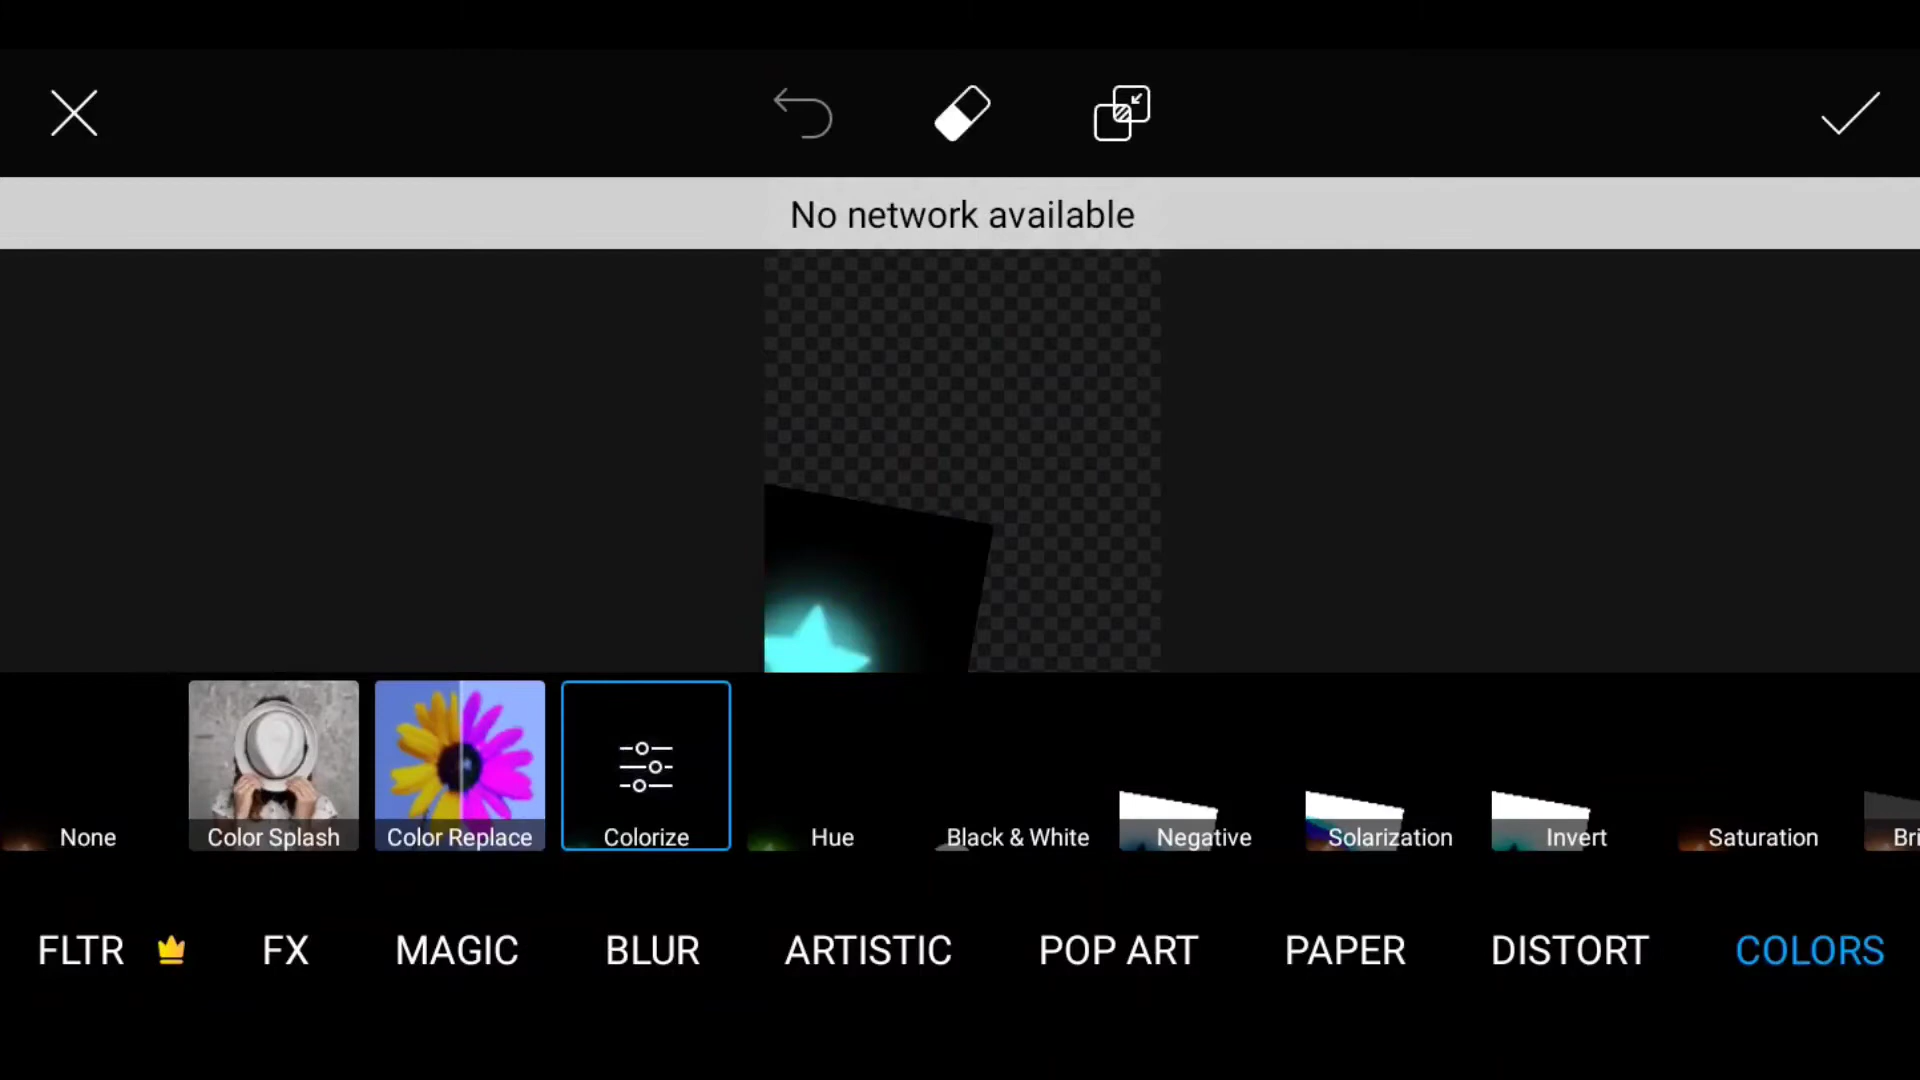 No network available
None
Color Splash
Color Replace
Colorize
Hue
Black & White
Negative
Solarization
Invert
Saturation
Bri
FLTR
FX
MAGIC
BLUR
ARTISTIC
POP ART
PAPER
DISTORT
COLORS